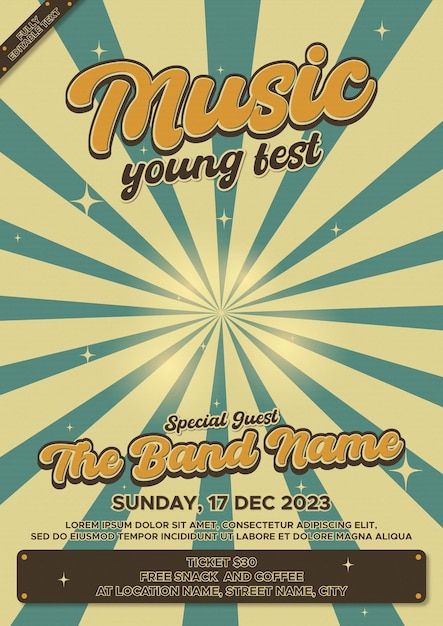 FULLY
EDITABLE TEXT
Music
young fest
Special Guest
The Band Name
SUNDAY, 17 DEC 2023
LOREM IPSUM DOLOR SIT AMET, CONSECTETUR ADIPISCING ELIT,
SED DO EIUSMOD TEMPOR INCIDIDUNT UT LABORE ET DOLORE MAGNA ALIQUA
TICKET $30
FREE SNACK AND COFFEE
AT LOCATION NAME, STREET NAME, CITY